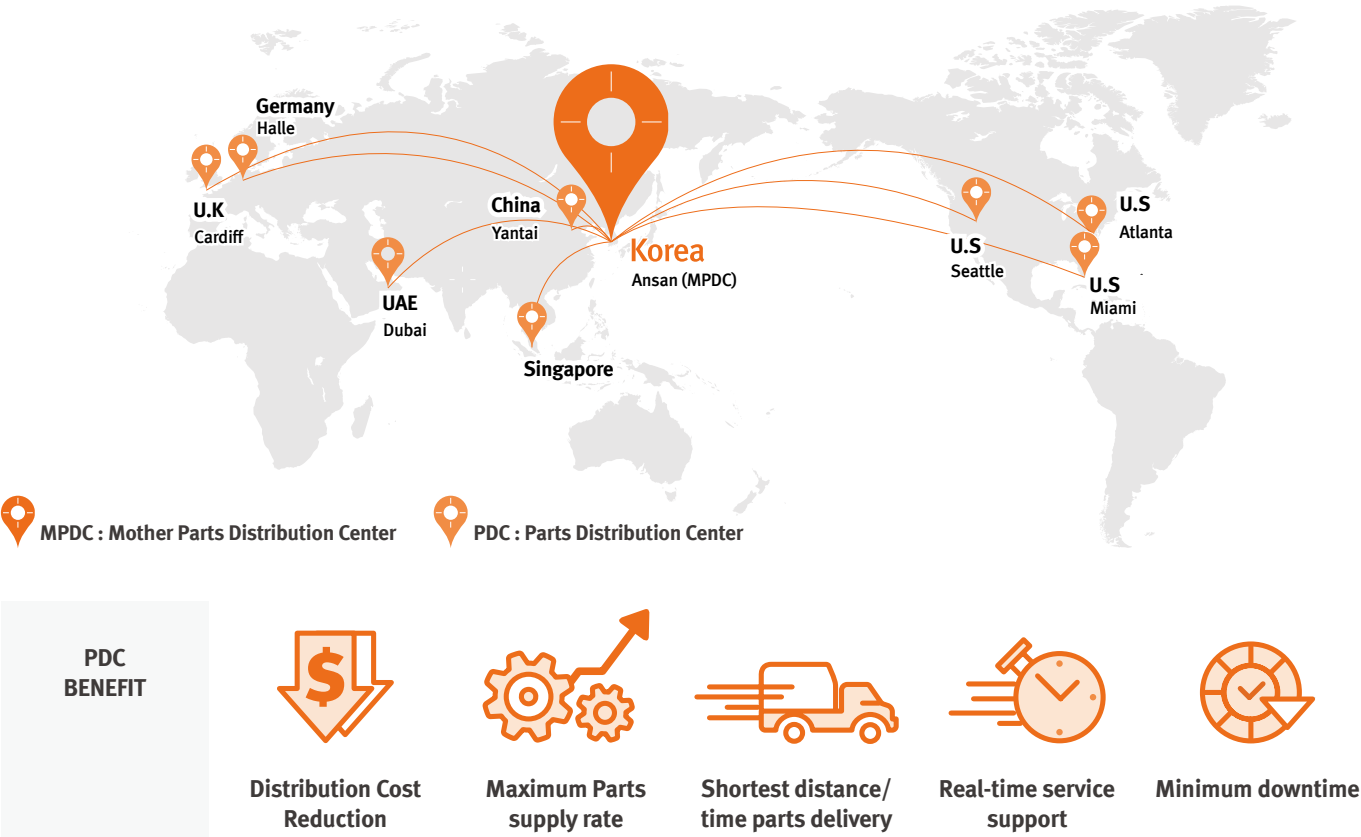 Germany
Halle
U.K
Cardiff
China
Yantai
UAE
Dubai
Singapore
Korea
Ansan (MPDC)
U.S
Seattle
U.S
Atlanta
U.S
Miami
MPDC : Mother Parts Distribution Center
PDC : Parts Distribution Center
PDC
BENEFIT
$
Distribution Cost
Reduction
Maximum Parts
supply rate
Shortest distance/
time parts delivery
Real-time service
support
Minimum downtime